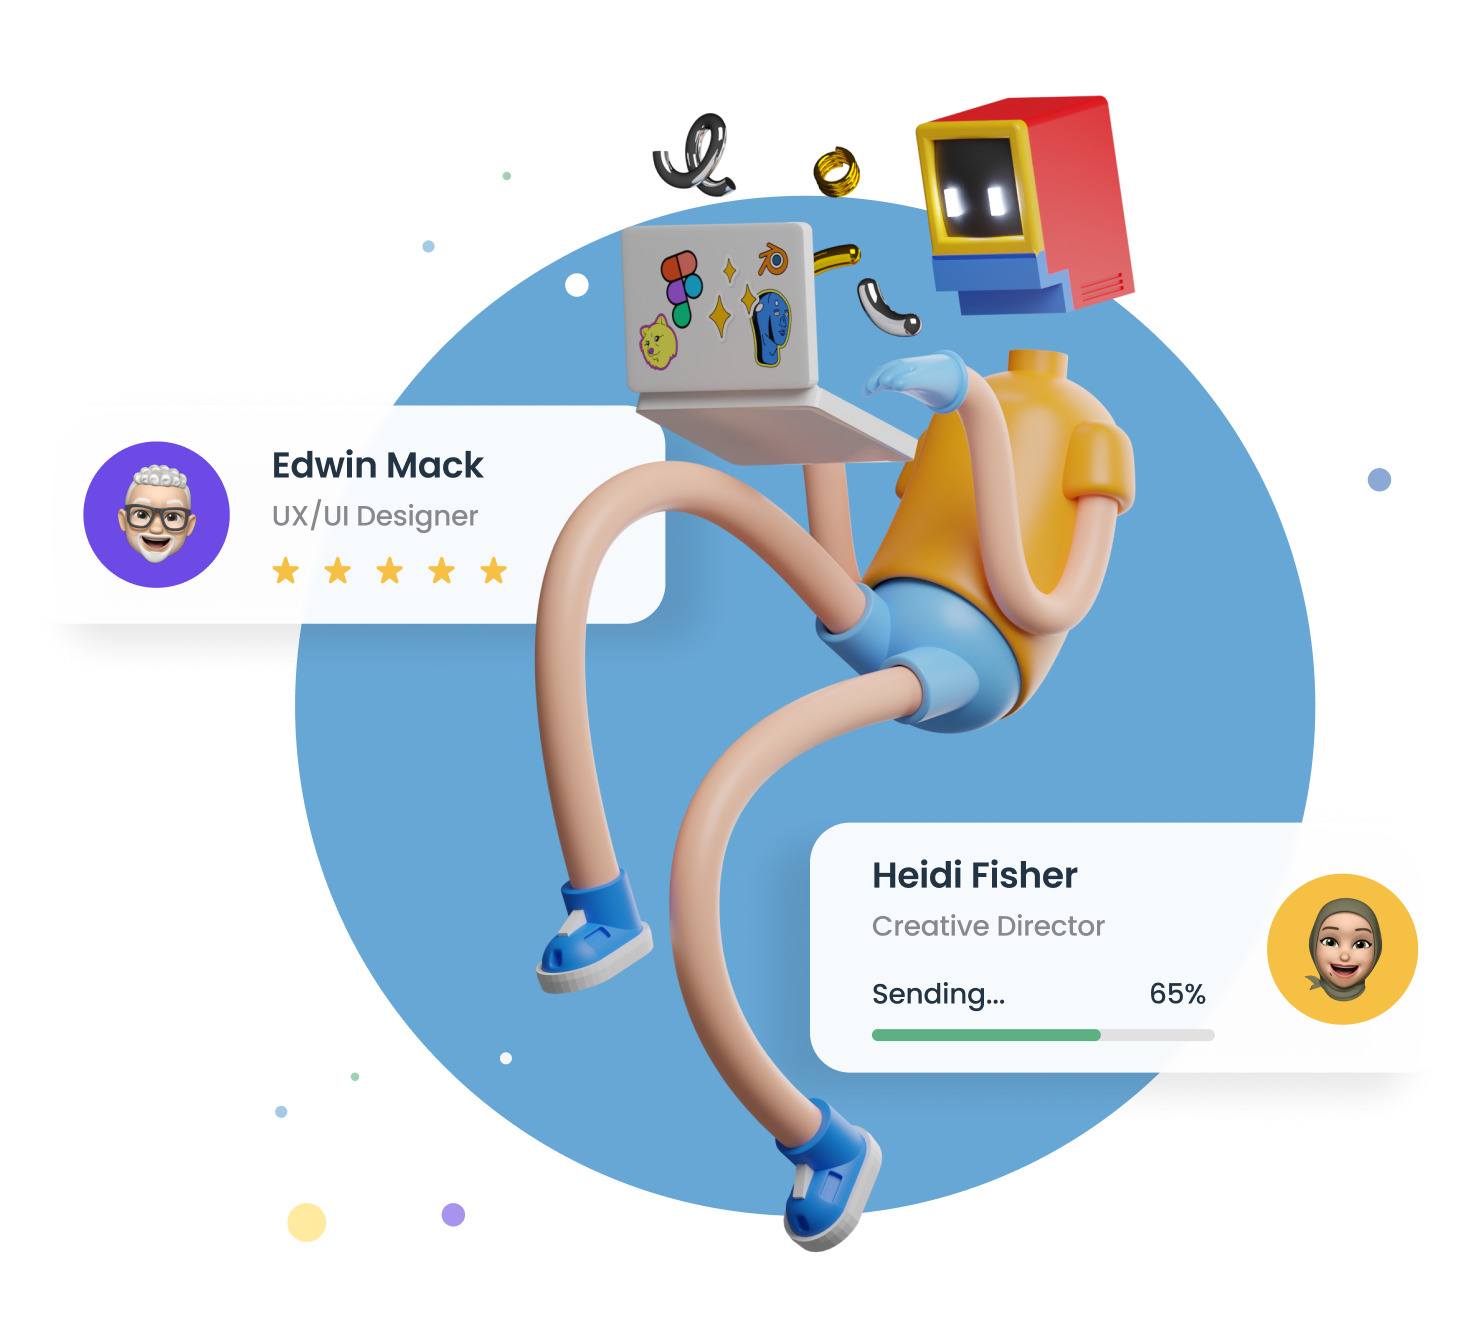 Edwin Mack
UX/UI Designer
Heidi Fisher
Creative Director
Sending... 65%